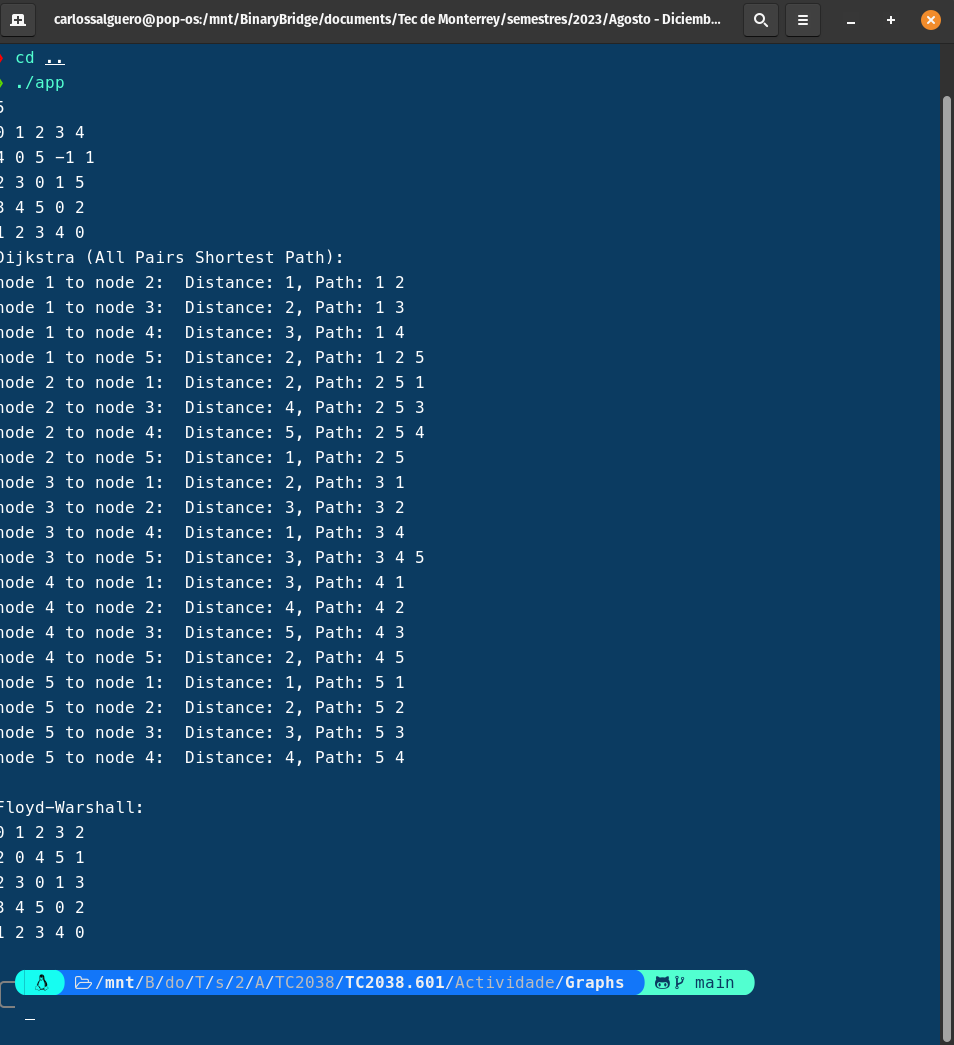 carlossalguero@pop-os:/mnt/BinaryBridge/documents/Tec de Monterrey/semestres/2023/Agosto - Diciemb...
cd ..
./app
5
0 1 2 3 4
4 0 5 -1 1
2 3 0 1 5
3 4 5 0 2
1 2 3 4 0
Dijkstra (All Pairs Shortest Path):
node 1 to node 2:  Distance: 1, Path: 1 2
node 1 to node 3:  Distance: 2, Path: 1 3
node 1 to node 4:  Distance: 3, Path: 1 4
node 1 to node 5:  Distance: 2, Path: 1 2 5
node 2 to node 1:  Distance: 2, Path: 2 5 1
node 2 to node 3:  Distance: 4, Path: 2 5 3
node 2 to node 4:  Distance: 5, Path: 2 5 4
node 2 to node 5:  Distance: 1, Path: 2 5
node 3 to node 1:  Distance: 2, Path: 3 1
node 3 to node 2:  Distance: 3, Path: 3 2
node 3 to node 4:  Distance: 1, Path: 3 4
node 3 to node 5:  Distance: 3, Path: 3 4 5
node 4 to node 1:  Distance: 3, Path: 4 1
node 4 to node 2:  Distance: 4, Path: 4 2
node 4 to node 3:  Distance: 5, Path: 4 3
node 4 to node 5:  Distance: 2, Path: 4 5
node 5 to node 1:  Distance: 1, Path: 5 1
node 5 to node 2:  Distance: 2, Path: 5 2
node 5 to node 3:  Distance: 3, Path: 5 3
node 5 to node 4:  Distance: 4, Path: 5 4
Floyd-Warshall:
0 1 2 3 2
2 0 4 5 1
2 3 0 1 3
3 4 5 0 2
1 2 3 4 0
/mnt/B/do/T/s/2/A/TC2038/TC2038.601/Actividade/Graphs main